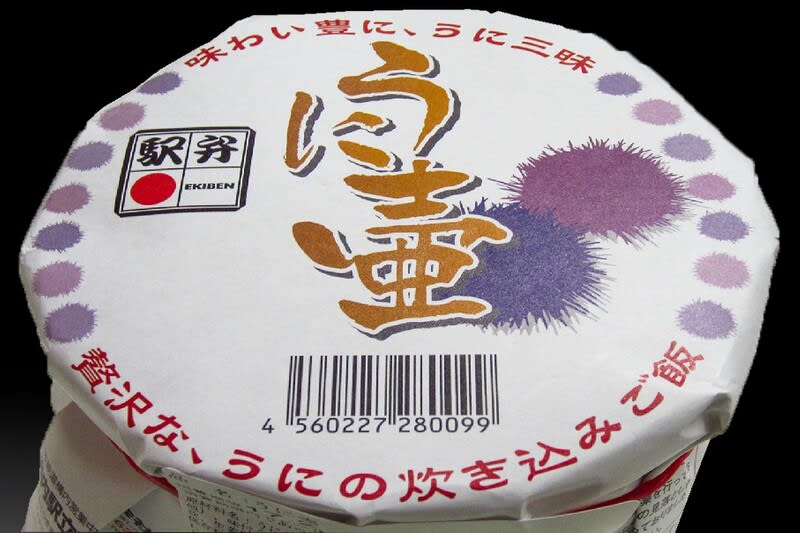 味わい豊に、うに三昧
うに壷
駅弁
EKIBEN
4 560227 280099
贅沢な、うにの炊き込みご飯